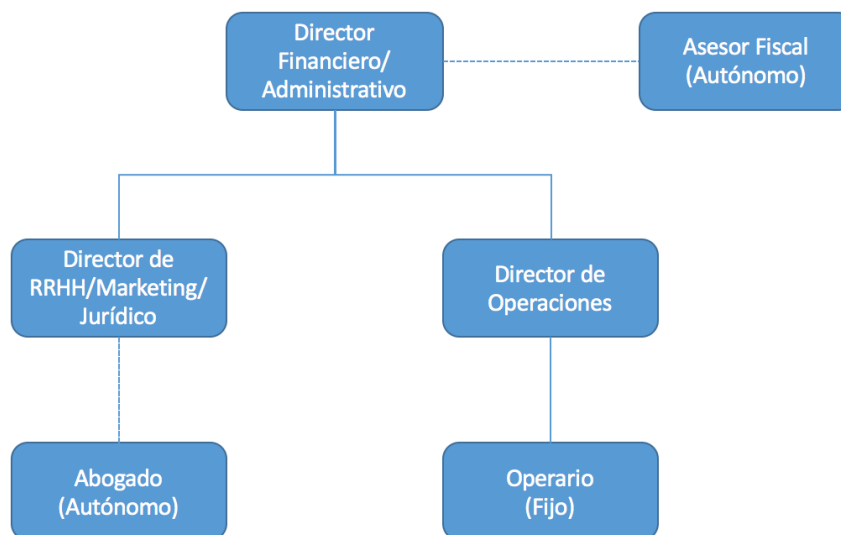 Director
Financiero/
Administrativo
Asesor Fiscal
(Autónomo)
Director de
RRHH/Marketing/
Jurídico
Director de
Operaciones
Abogado
(Autónomo)
Operario
(Fijo)